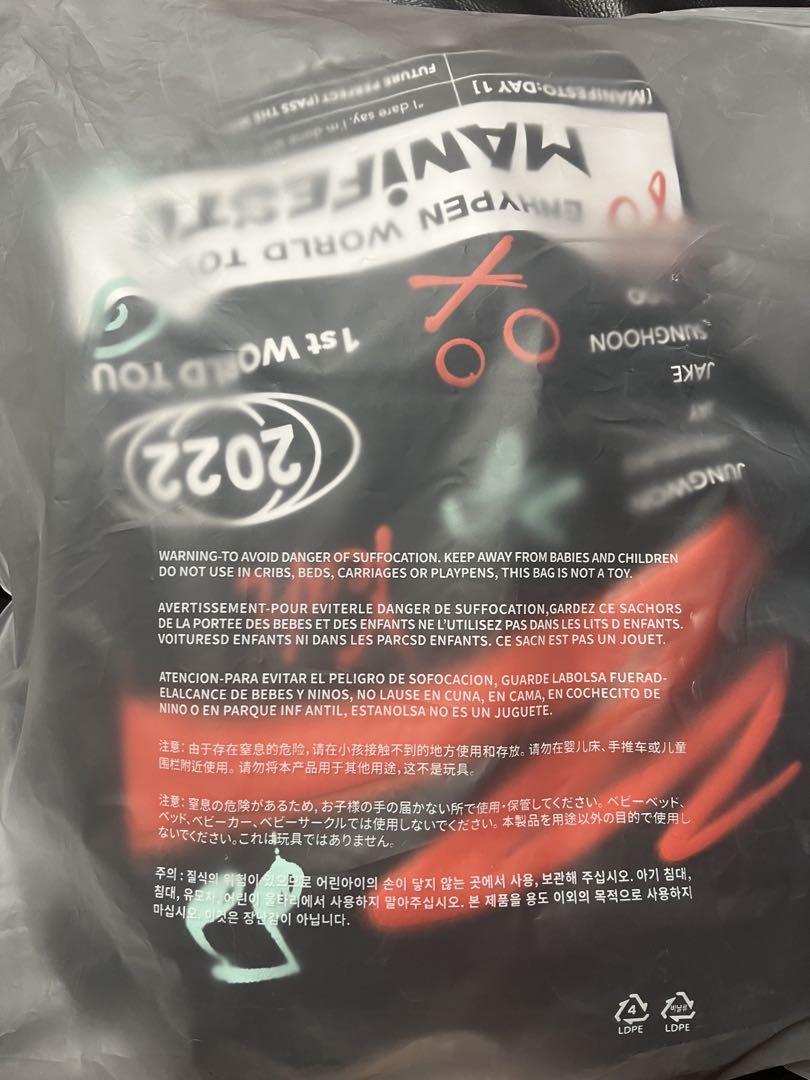 [MANIFESTO:DAY 1]
FUTURE PERFECT (PASS THE
"I dare say. I'm done
MANiFEST
ENHYPEN WORLD TO
SUNGHOON
JAKE
JAY
JUNGWON
1st WORLD TOU
2022
WARNING-TO AVOID DANGER OF SUFFOCATION. KEEP AWAY FROM BABIES AND CHILDREN
DO NOT USE IN CRIBS, BEDS, CARRIAGES OR PLAYPENS, THIS BAG IS NOT A TOY.
AVERTISSEMENT-POUR EVITERLE DANGER DE SUFFOCATION,GARDEZ CE SACHORS
DE LA PORTEE DES BEBES ET DES ENFANTS NE L'UTILISEZ PAS DANS LES LITS D ENFANTS.
VOITURESD ENFANTS NI DANS LES PARCSD ENFANTS. CE SACN EST PAS UN JOUET.
ATENCION-PARA EVITAR EL PELIGRO DE SOFOCACION, GUARDE LABOLSA FUERAD-
ELALCANCE DE BEBES Y NINOS, NO LAUSE EN CUNA, EN CAMA, EN COCHECITO DE
NINO O EN PARQUE INF ANTIL, ESTANOLSA NO ES UN JUGUETE.
注意: 由于存在窒息的危险,请在小孩接触不到的地方使用和存放。请勿在婴儿床、手推车或儿童
围栏附近使用。请勿将本产品用于其他用途,这不是玩具。
注意: 窒息の危険があるため, お子様の手の届かない所で使用·保管してください。ベビーベッド、
ベッド、ベビーカー、ベビーサークルでは使用しないでください。本製品を用途以外の目的で使用し
ないでください。これは玩具ではありません。
주의 : 질식의 위험이 있으므로 어린아이의 손이 닿지 않는 곳에서 사용, 보관해 주십시오. 아기 침대,
침대, 유모차, 어린이 울타리에서 사용하지 말아주십시오. 본 제품을 용도 이외의 목적으로 사용하지
마십시오. 이것은 장난감이 아닙니다.
4
LDPE
비닐류
LDPE